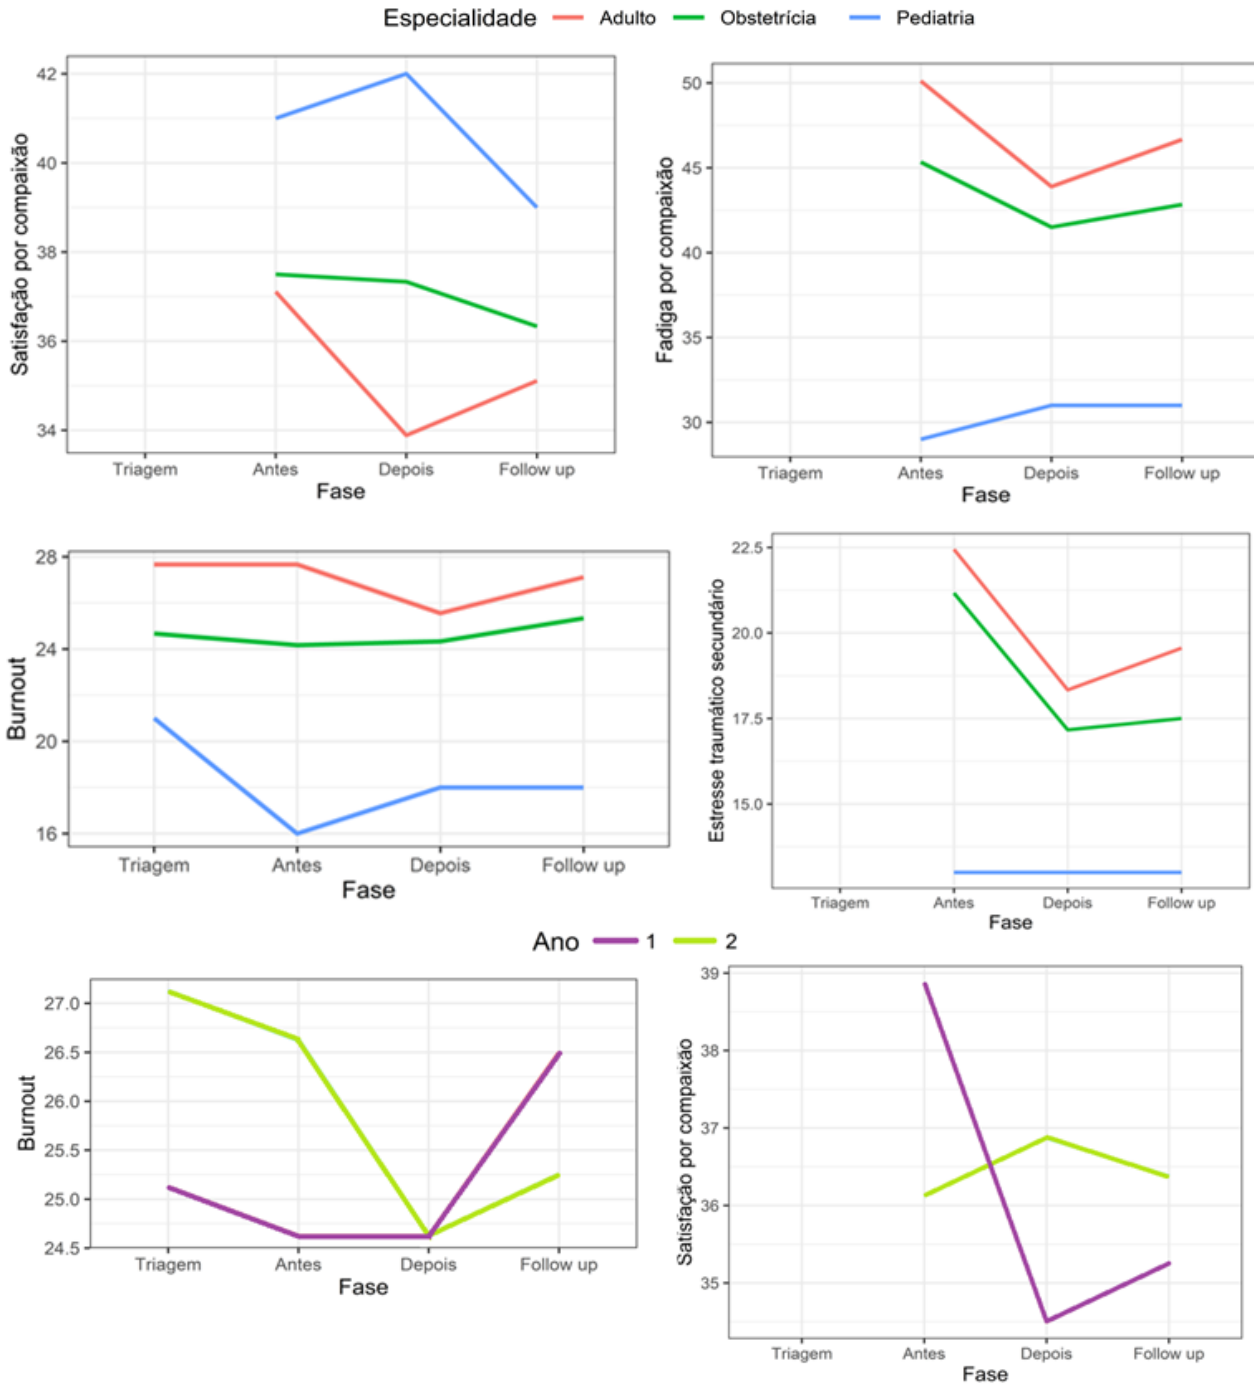 Especialidade Adulto Obstetrícia Pediatria
Satisfação por compaixão
42
40
38
36
34
Triagem Antes Depois Follow up
Fase
Fadiga por compaixão
50
45
40
35
30
Triagem Antes Depois Follow up
Fase
Burnout
28
24
20
16
Triagem Antes Depois Follow up
Fase
Estresse traumático secundário
22.5
20.0
17.5
15.0
Triagem Antes Depois Follow up
Fase
Ano 1 2
Burnout
27.0
26.5
26.0
25.5
25.0
24.5
Triagem Antes Depois Follow up
Fase
Satisfação por compaixão
39
38
37
36
35
Triagem Antes Depois Follow up
Fase